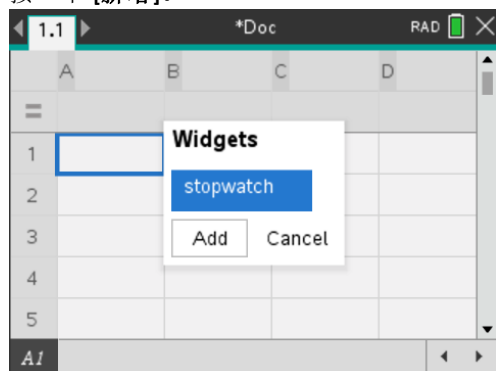 1.1 *Doc RAD
A B C D
=
1
2
3
4
5
Widgets
stopwatch
Add Cancel
A1